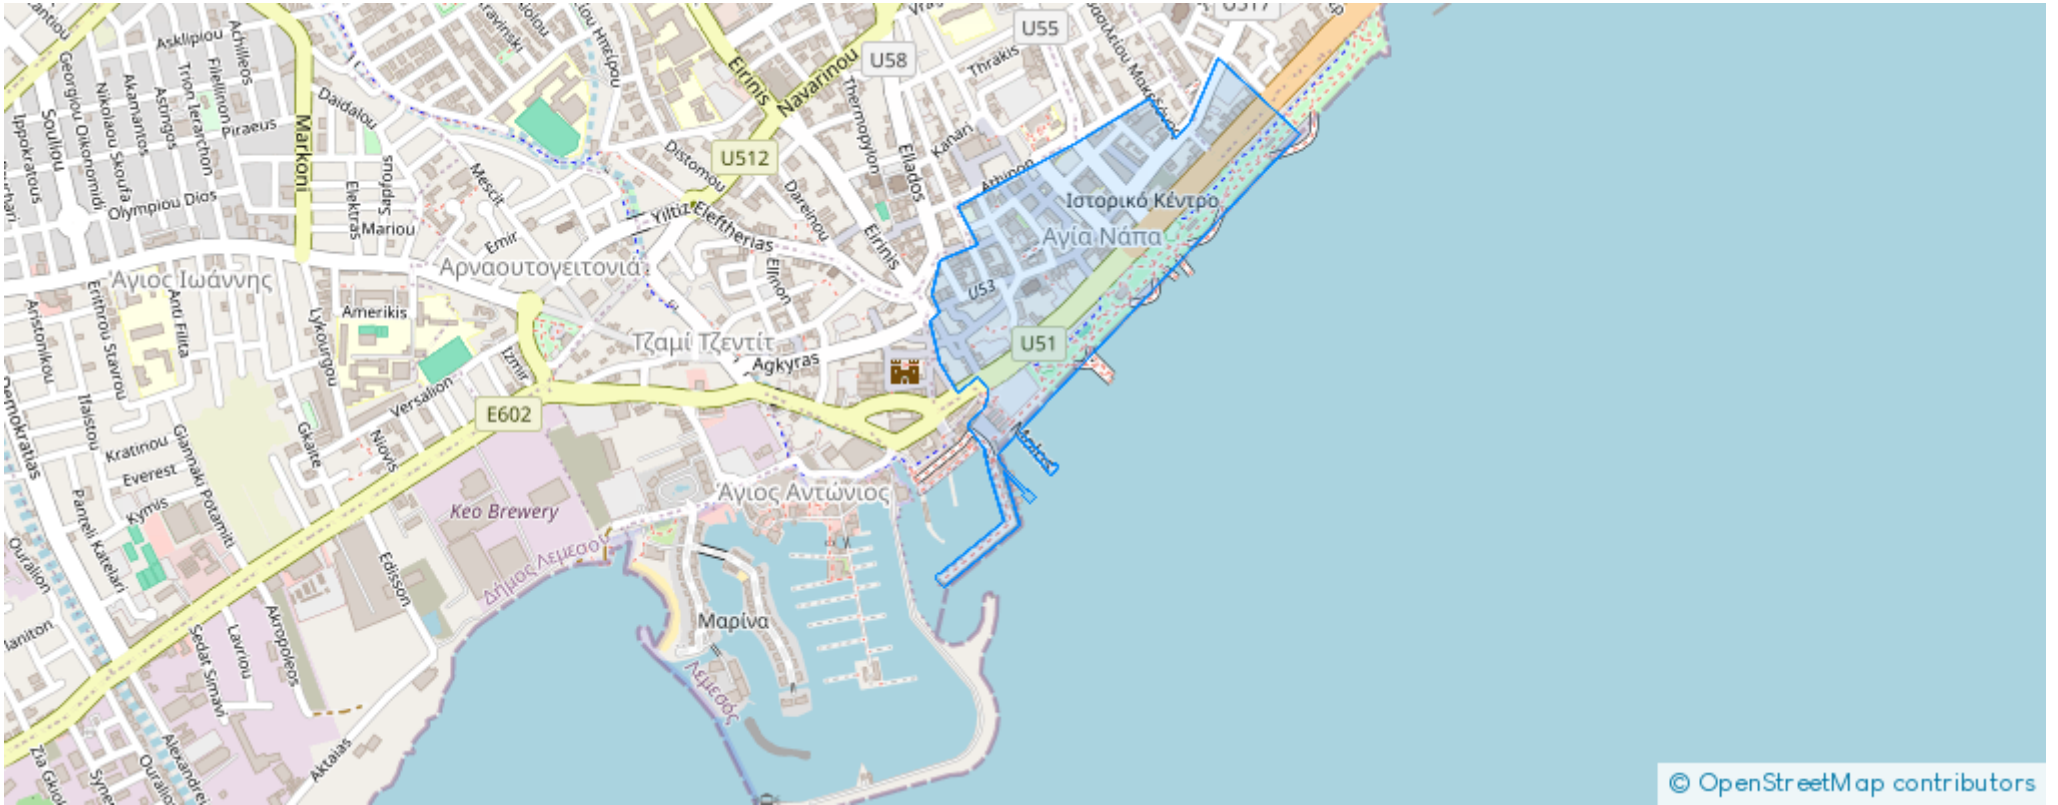 U517
U55
U58
Asklipiou
Achilleos
Thrakis
Eirinis
Navarinou
Georgiou Oikonomidi
Akamantos
Trion Ierarchon
Filellinon
Nikolaou Skoufa
Astingos
Souliou
Ippokratous
Piraeus
Markoni
Daidalou
Thermopylon
Kanari
Ellados
Athinon
U512
Distomou
Dareinou
Mescit
Sapfous
Elektras
Olympiou Dios
Mariou
Emir
Yiltiz Eleftherias
Eirinis
Ιστορικό Κέντρο
Αγία Νάπα
Αρναουτογειτονιά
Άγιος Ιωάννης
Ellinon
U53
Erithrou Stavrou
Anti Filita
Aristonikou
Lykourgou
Amerikis
Τζαμί Τζεντίτ
Agkyras
U51
Izmir
Versalion
E602
Ifaistou
Demokratias
Kratinou
Giannaki Potamiti
Gkaite
Niovis
Everest
Kymis
Panteli Katelari
Molos
Άγιος Αντώνιος
Keo Brewery
Δήμος Λεμεσού
Ouralion
Edisson
Μαρίνα
Λεμεσός
Akropoleos
Lavriou
Sedat Simavi
Aktaias
© OpenStreetMap contributors